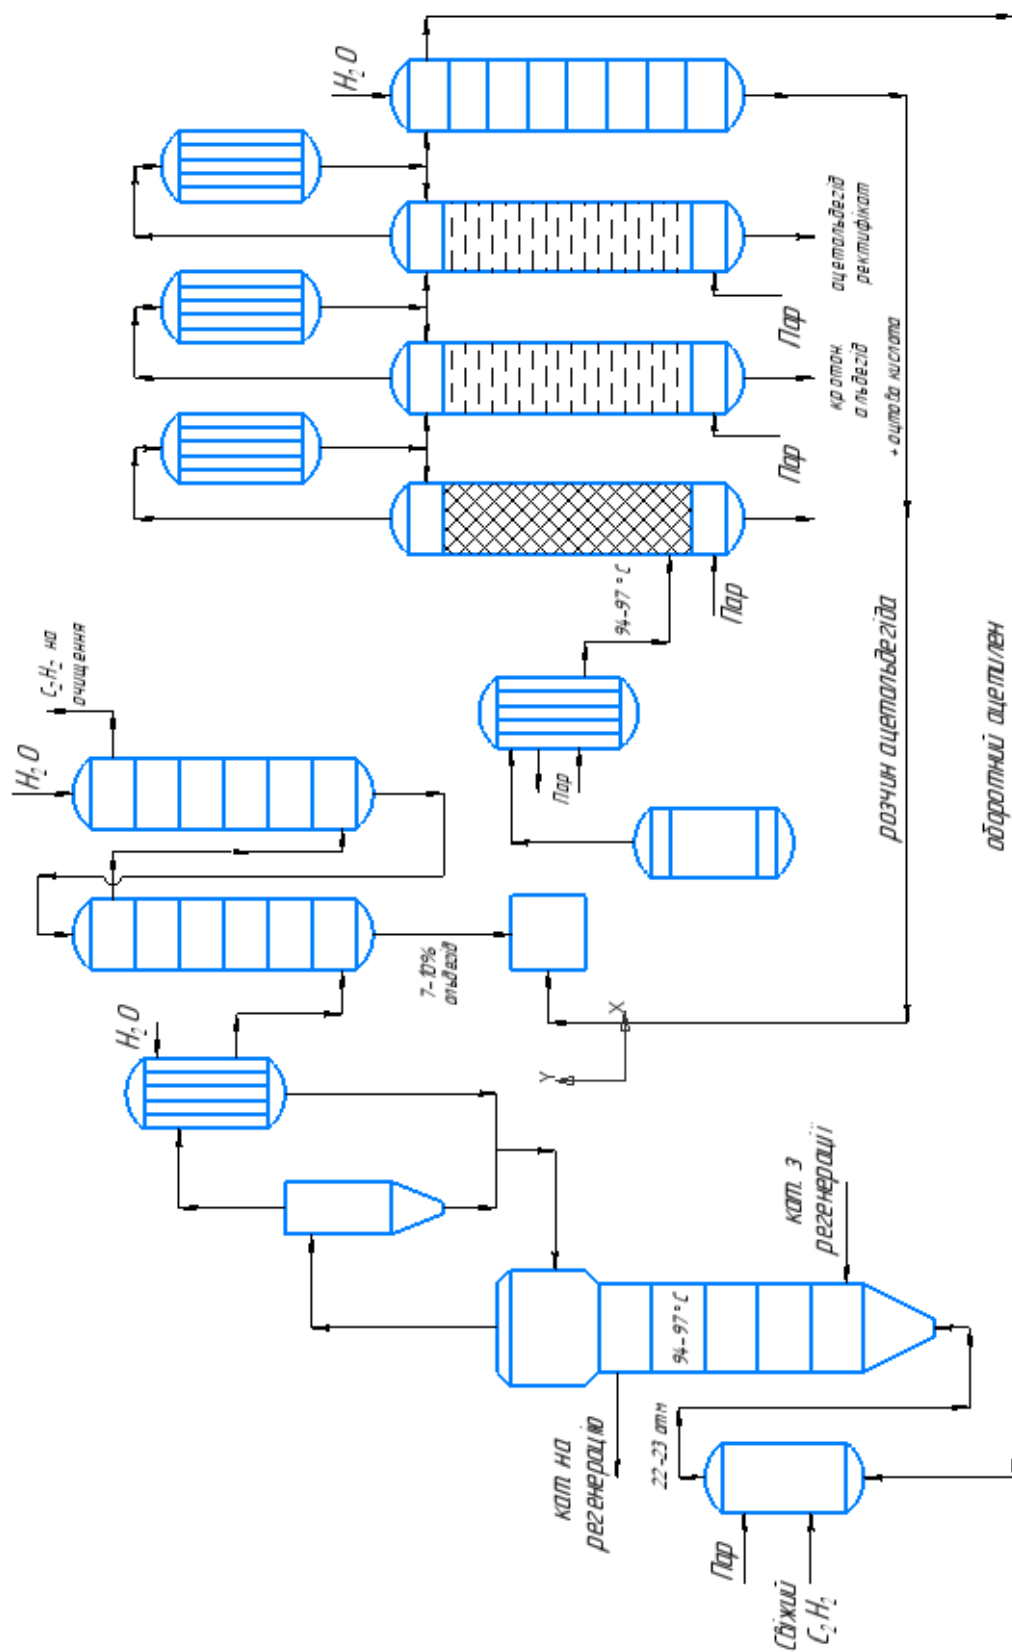 Свіжий
C₂H₂
Пар
22-23 атм
кат. на
регенерацію
94-97°С
кат. з
регенерації
H₂O
7-10%
альдегід
H₂O
C₂H₂ на
очищення
Y
X
Пар
94-97°С
Пар
Пар
Пар
кротон.
альдегід
+ оцтова кислота
ацетальдегід
ректифікат
H₂O
розчин ацетальдегіда
оборотний ацетилен